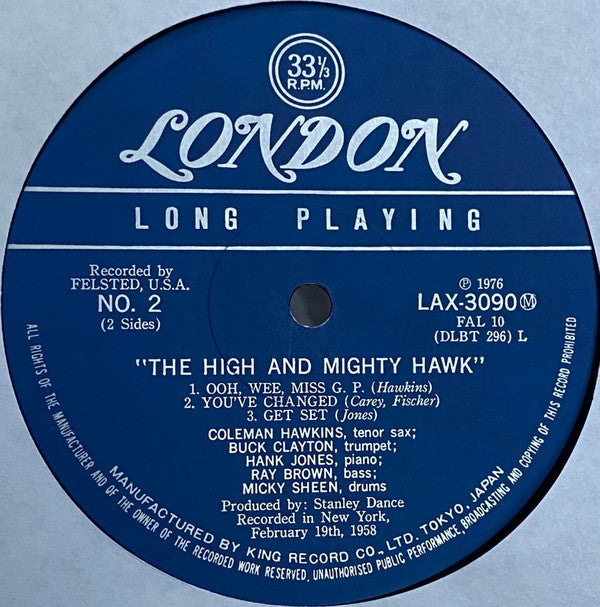 33⅓
R.P.M.
LONDON
LONG PLAYING
Recorded by
FELSTED, U.S.A.
NO. 2
(2 Sides)
℗ 1976
LAX-3090 Ⓜ
FAL 10
(DLBT 296) L
"THE HIGH AND MIGHTY HAWK"
1. OOH, WEE, MISS G. P. (Hawkins)
2. YOU'VE CHANGED (Carey, Fischer)
3. GET SET (Jones)
COLEMAN HAWKINS, tenor sax;
BUCK CLAYTON, trumpet;
HANK JONES, piano;
RAY BROWN, bass;
MICKY SHEEN, drums
Produced by: Stanley Dance
Recorded in New York,
February 19th, 1958
MANUFACTURED BY KING RECORD CO., LTD. TOKYO, JAPAN
ALL RIGHTS OF THE MANUFACTURER AND OF THE OWNER OF THE RECORDED WORK RESERVED. UNAUTHORISED PUBLIC PERFORMANCE, BROADCASTING AND COPYING OF THIS RECORD PROHIBITED